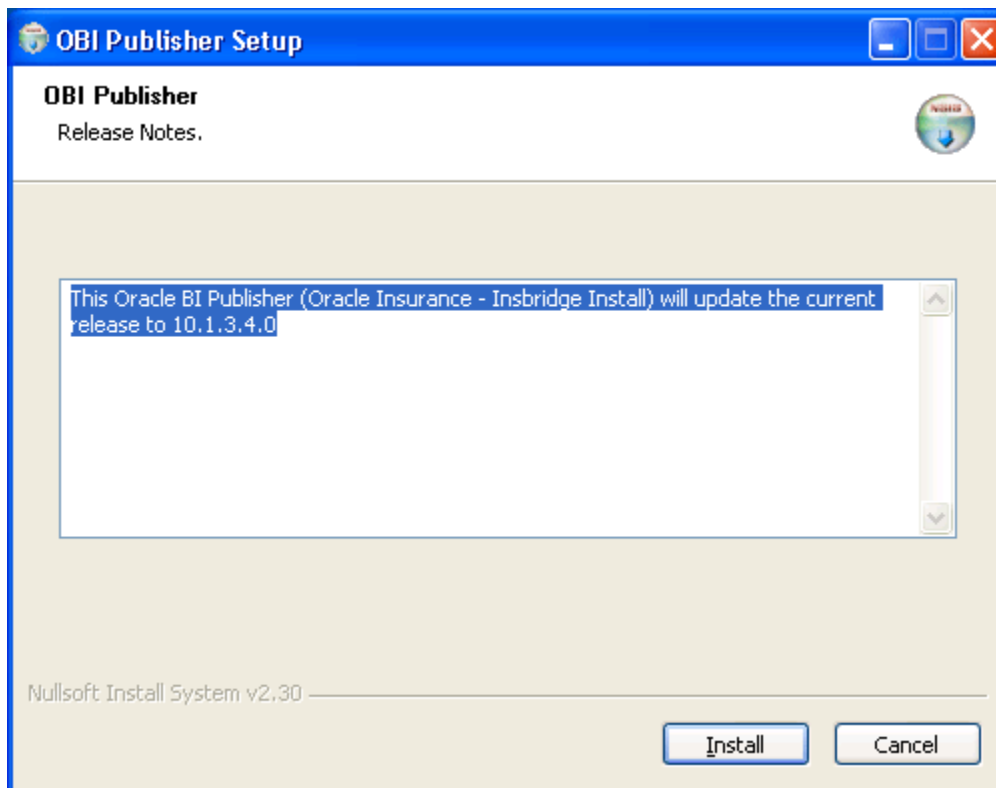 OBI Publisher Setup
OBI Publisher
Release Notes.
This Oracle BI Publisher (Oracle Insurance - Insbridge Install) will update the current
release to 10.1.3.4.0
Nullsoft Install System v2.30
Install
Cancel